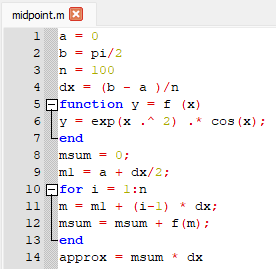 midpoint.m
1 a = 0
2 b = pi/2
3 n = 100
4 dx = (b - a )/n
5 function y = f (x)
6 y = exp(x .^ 2) .* cos(x);
7 end
8 msum = 0;
9 ml = a + dx/2;
10 for i = 1:n
11 m = ml + (i-1) * dx;
12 msum = msum + f(m);
13 end
14 approx = msum * dx